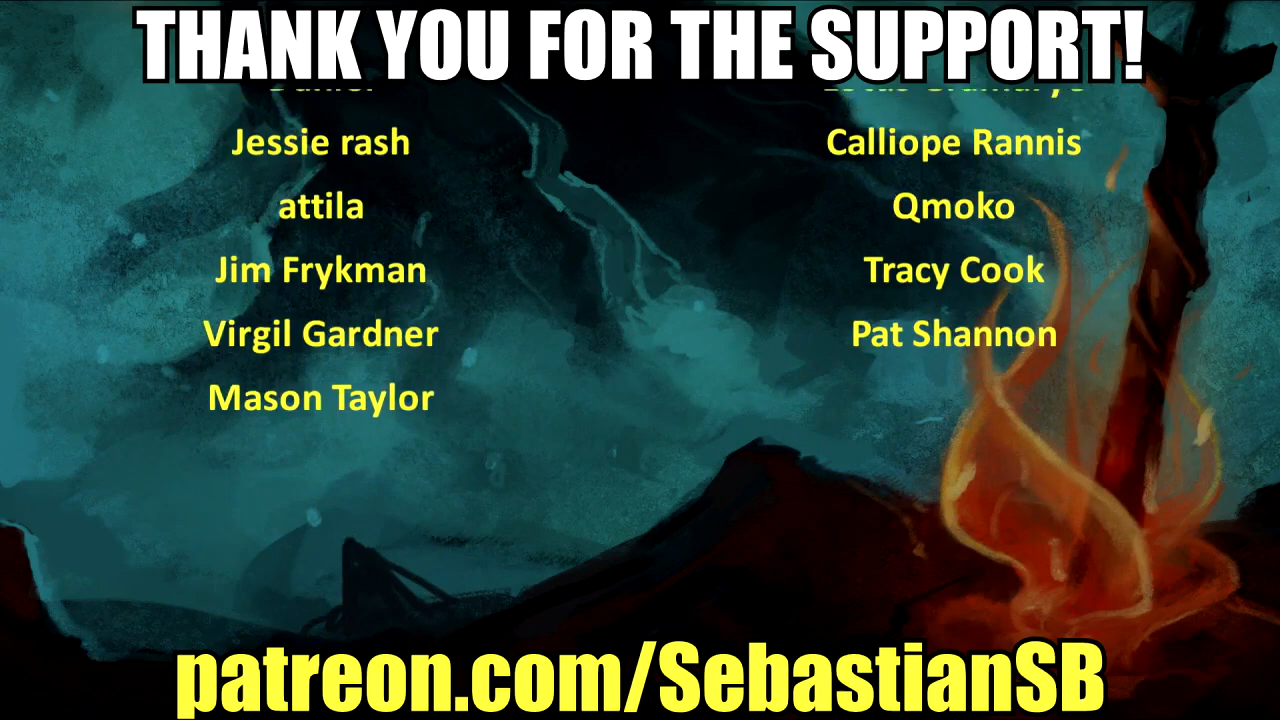 THANK YOU FOR THE SUPPORT!
Jessie rash
Calliope Rannis
attila
Qmoko
Jim Frykman
Tracy Cook
Virgil Gardner
Pat Shannon
Mason Taylor
patreon.com/SebastianSB